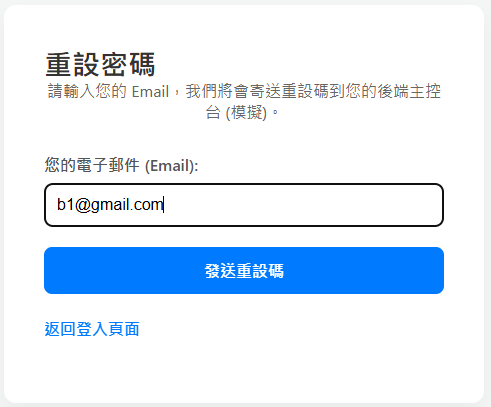 重設密碼
請輸入您的 Email，我們將會寄送重設碼到您的後端主控
台 (模擬)。
您的電子郵件 (Email):
b1@gmail.com
發送重設碼
返回登入頁面